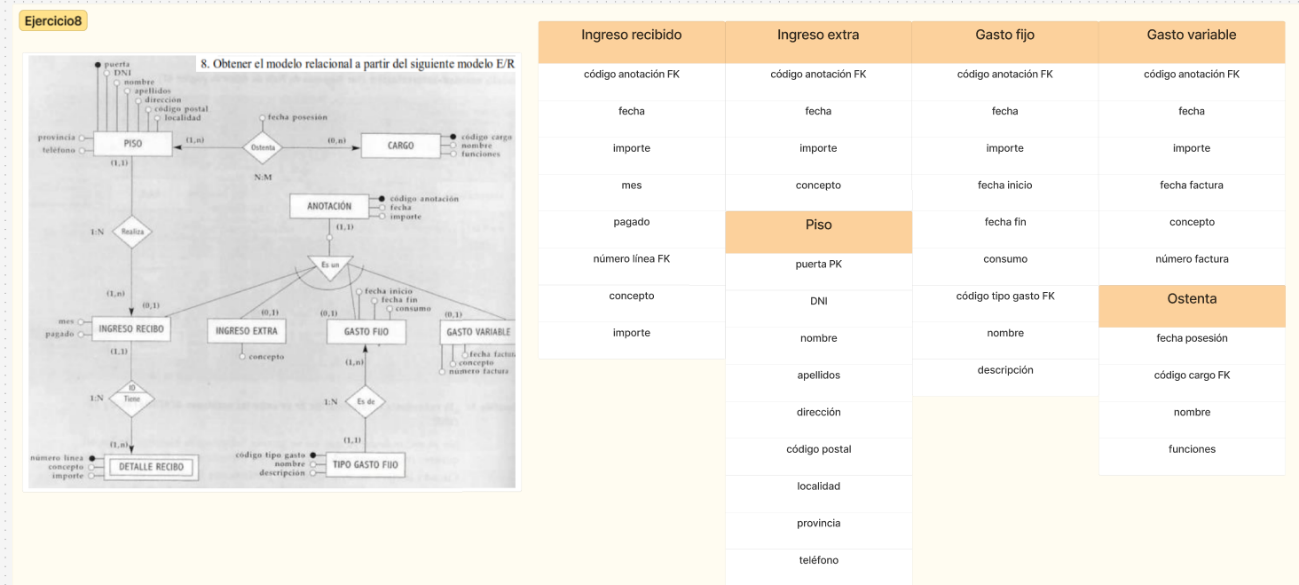 Ejercicio8
8. Obtener el modelo relacional a partir del siguiente modelo E/R
puerta
DNI
nombre
apellidos
dirección
código postal
localidad
provincia
teléfono
PISO
(1,n)
fecha posesión
Ostenta
N:M
(0,n)
CARGO
código cargo
nombre
funciones
(1,1)
ANOTACIÓN
código anotación
fecha
importe
(1,1)
1:N
Realiza
Es un
(1,n)
(0,1)
mes
pagado
INGRESO RECIBO
(0,1)
INGRESO EXTRA
concepto
fecha inicio
fecha fin
consumo
(0,1)
GASTO FIJO
(0,1)
GASTO VARIABLE
fecha factu
concepto
número factura
(1,1)
1:N
ID
Tiene
(1,n)
número línea
concepto
importe
DETALLE RECIBO
(1,n)
1:N
Es de
(1,1)
código tipo gasto
nombre
descripción
TIPO GASTO FIJO
Ingreso recibido
código anotación FK
fecha
importe
mes
pagado
número línea FK
concepto
importe
Ingreso extra
código anotación FK
fecha
importe
concepto
Piso
puerta PK
DNI
nombre
apellidos
dirección
código postal
localidad
provincia
teléfono
Gasto fijo
código anotación FK
fecha
importe
fecha inicio
fecha fin
consumo
código tipo gasto FK
nombre
descripción
Gasto variable
código anotación FK
fecha
importe
fecha factura
concepto
número factura
Ostenta
fecha posesión
código cargo FK
nombre
funciones